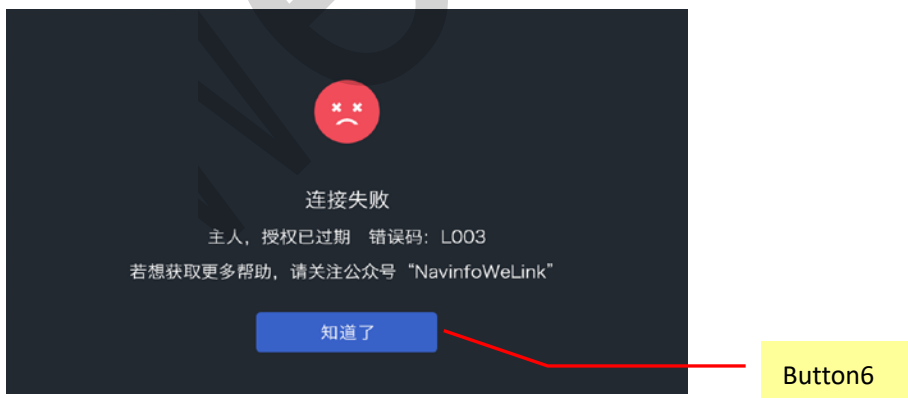 连接失败
主人，授权已过期 错误码：L003
若想获取更多帮助，请关注公众号“NavinfoWeLink”
知道了
Button6